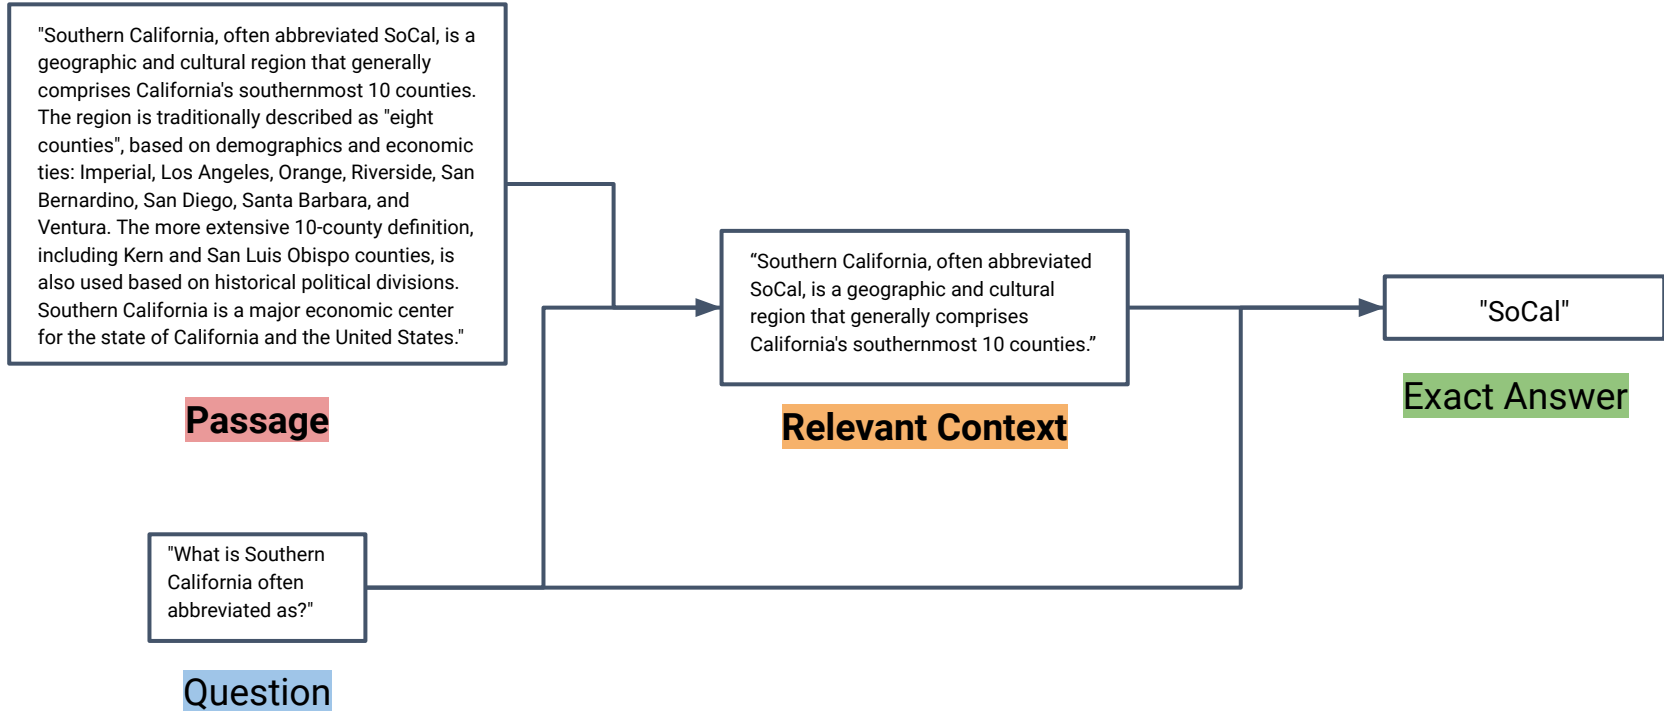 "Southern California, often abbreviated SoCal, is a
geographic and cultural region that generally
comprises California's southernmost 10 counties.
The region is traditionally described as "eight
counties", based on demographics and economic
ties: Imperial, Los Angeles, Orange, Riverside, San
Bernardino, San Diego, Santa Barbara, and
Ventura. The more extensive 10-county definition,
including Kern and San Luis Obispo counties, is
also used based on historical political divisions.
Southern California is a major economic center
for the state of California and the United States."
Passage
“Southern California, often abbreviated
SoCal, is a geographic and cultural
region that generally comprises
California's southernmost 10 counties.”
Relevant Context
"SoCal"
Exact Answer
"What is Southern
California often
abbreviated as?"
Question